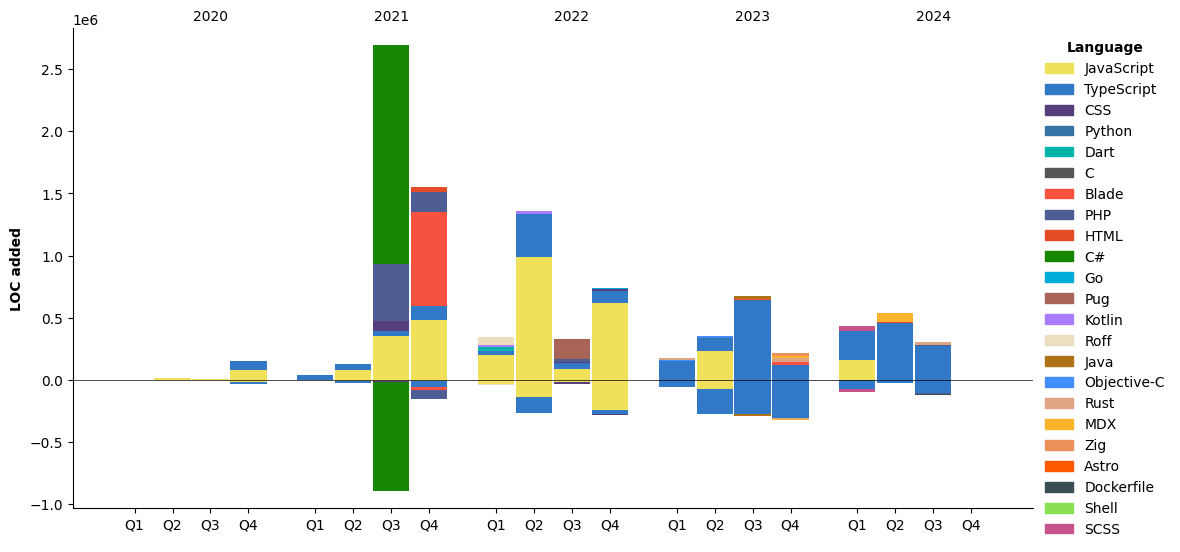 1e6
2020 2021 2022 2023 2024
Language
JavaScript
TypeScript
CSS
Python
Dart
C
Blade
PHP
HTML
C#
Go
Pug
Kotlin
Roff
Java
Objective-C
Rust
MDX
Zig
Astro
Dockerfile
Shell
SCSS
LOC added
2.5
2.0
1.5
1.0
0.5
0.0
−0.5
−1.0
Q1 Q2 Q3 Q4 Q1 Q2 Q3 Q4 Q1 Q2 Q3 Q4 Q1 Q2 Q3 Q4 Q1 Q2 Q3 Q4